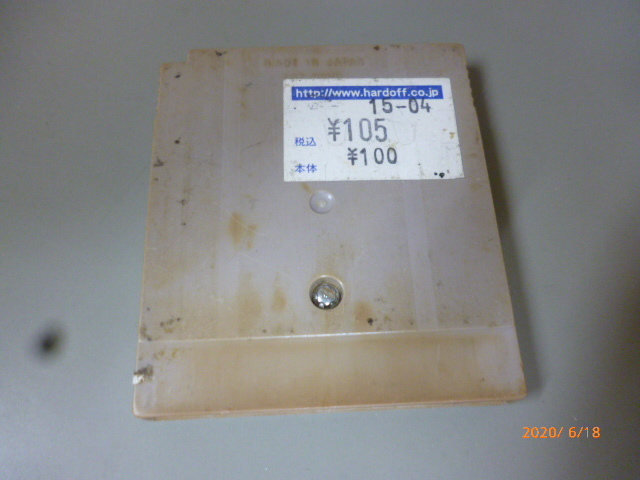 MADE IN JAPAN
http://www.hardoff.co.jp
15-04
税込 ¥105
本体 ¥100
2020/ 6/18